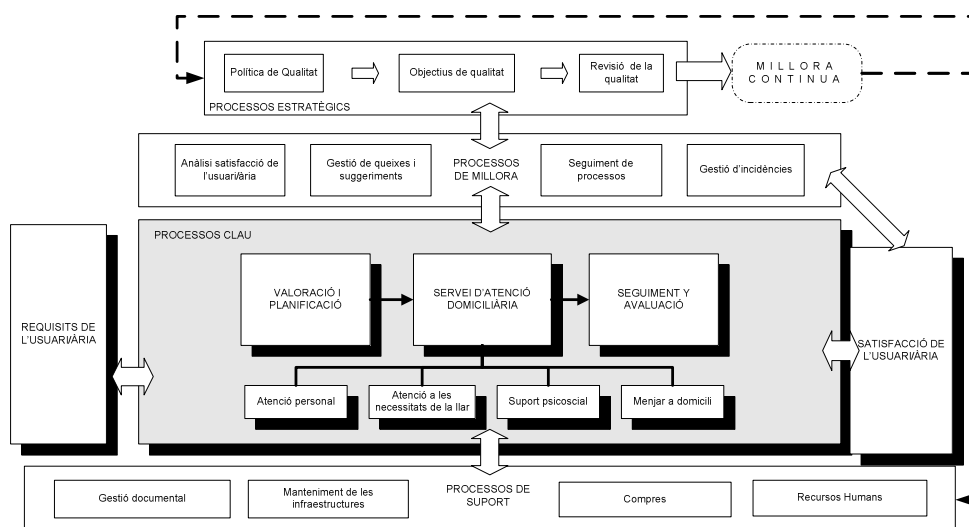 Política de Qualitat
Objectius de qualitat
Revisió de la
qualitat
MILLORA
CONTINUA
PROCESSOS ESTRATÈGICS
Anàlisi satisfacció de
l'usuari/ària
Gestió de queixes i
suggeriments
PROCESSOS
DE MILLORA
Seguiment de
processos
Gestió d'incidències
PROCESSOS CLAU
REQUISITS DE
L'USUARI/ÀRIA
VALORACIÓ I
PLANIFICACIÓ
SERVEI D'ATENCIÓ
DOMICILIÀRIA
SEGUIMENT Y
AVALUACIÓ
SATISFACCIÓ DE
L'USUARI/ÀRIA
Atenció personal
Atenció a les
necessitats de la llar
Suport psicoscial
Menjar a domicili
Gestió documental
Manteniment de les
infraestructures
PROCESSOS DE
SUPORT
Compres
Recursos Humans